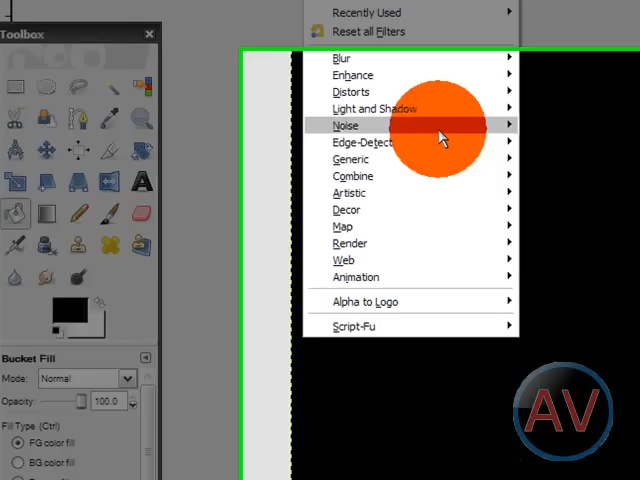 Toolbox
Recently Used
Reset all Filters
Blur
Enhance
Distorts
Light and Shadow
Noise
Edge-Detect
Generic
Combine
Artistic
Decor
Map
Render
Web
Animation
Alpha to Logo
Script-Fu
Bucket Fill
Mode: Normal
Opacity: 100.0
Fill Type (Ctrl)
FG color fill
BG color fill
AV